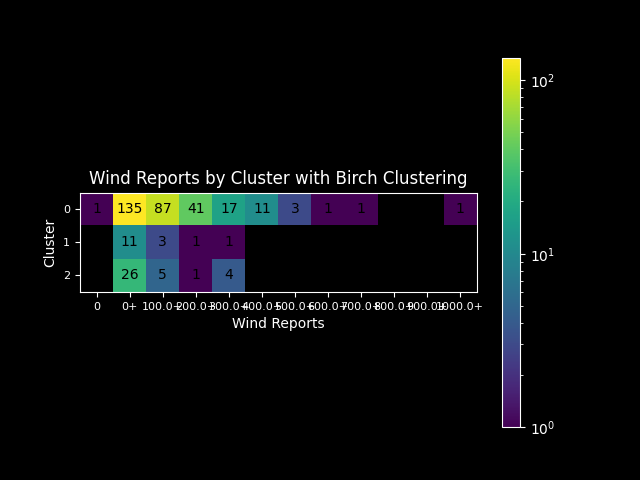 Wind Reports by Cluster with Birch Clustering
0 1 135 87 41 17 11 3 1 1 1
1 11 3 1 1
2 26 5 1 4
Cluster
0 0+ 100.0+ 200.0+ 300.0+ 400.0+ 500.0+ 600.0+ 700.0+ 800.0+ 900.0+ 1000.0+
Wind Reports
10²
10¹
10⁰